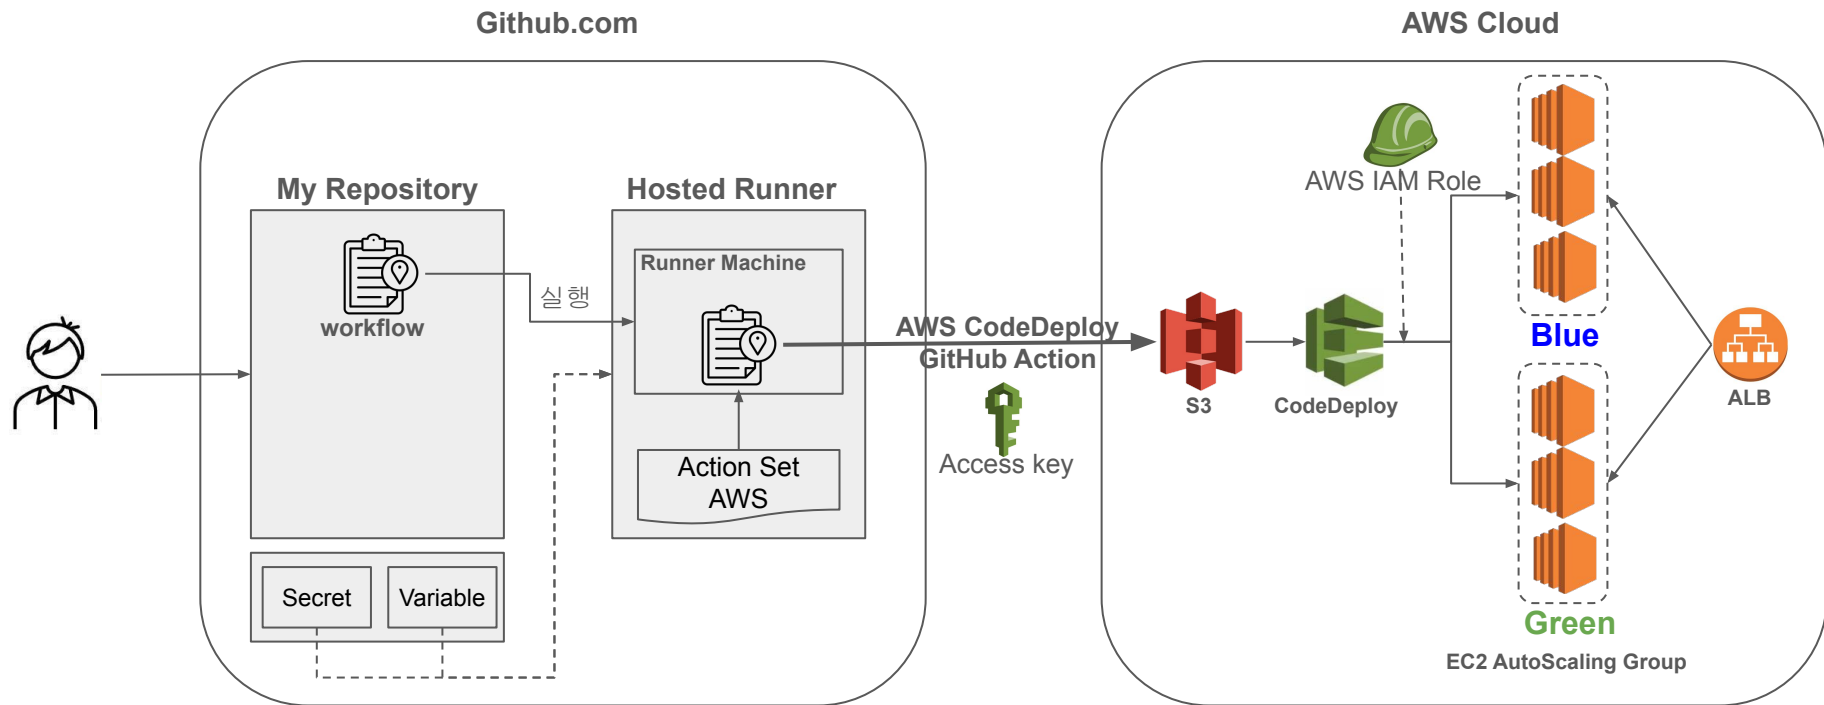 Github.com
AWS Cloud
My Repository
Hosted Runner
workflow
실행
Runner Machine
Action Set
AWS
Secret
Variable
AWS CodeDeploy
GitHub Action
Access key
AWS IAM Role
S3
CodeDeploy
Blue
Green
EC2 AutoScaling Group
ALB